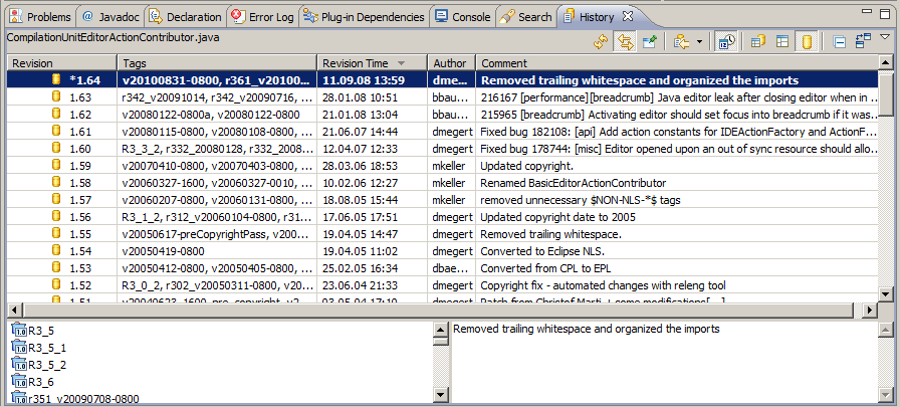 Problems @ Javadoc Declaration Error Log Plug-in Dependencies Console Search History
CompilationUnitEditorActionContributor.java
Revision Tags Revision Time Author Comment
*1.64 v20100831-0800, r361_v20100... 11.09.08 13:59 dme... Removed trailing whitespace and organized the imports
1.63 r342_v20091014, r342_v20090716, ... 28.01.08 10:51 bbau... 216167 [performance][breadcrumb] Java editor leak after closing editor when in ...
1.62 v20080122-0800a, v20080122-0800 21.01.08 13:04 bbau... 215965 [breadcrumb] Activating editor should set focus into breadcrumb if it was...
1.61 v20080115-0800, v20080108-0800, ... 21.06.07 14:44 dmegert Fixed bug 182108: [api] Add action constants for IDEActionFactory and ActionF...
1.60 R3_3_2, r332_20080128, r332_2008... 12.04.07 12:33 dmegert Fixed bug 178744: [misc] Editor opened upon an out of sync resource should allo...
1.59 v20070410-0800, v20070403-0800, ... 28.03.06 18:53 mkeller Updated copyright.
1.58 v20060327-1600, v20060327-0010, ... 10.02.06 12:27 mkeller Renamed BasicEditorActionContributor
1.57 v20060207-0800, v20060131-0800, ... 18.08.05 15:44 mkeller removed unnecessary $NON-NLS-*$ tags
1.56 R3_1_2, r312_v20060104-0800, r31... 17.06.05 17:51 dmegert Updated copyright date to 2005
1.55 v20050617-preCopyrightPass, v200... 19.04.05 14:47 dmegert Removed trailing whitespace.
1.54 v20050419-0800 19.04.05 11:02 dmegert Converted to Eclipse NLS.
1.53 v20050412-0800, v20050405-0800, ... 25.02.05 16:34 dbae... Converted from CPL to EPL
1.52 R3_0_2, r302_v20050311-0800, v20... 23.06.04 21:33 dmegert Copyright fix - automated changes with releng tool
1.51 v20040623_1600_pre_copyright, v2... 03.05.04 17:10 dmegert Patch from Christof Marti + some modifications[...]
R3_5 Removed trailing whitespace and organized the imports
R3_5_1
R3_5_2
R3_6
r351_v20090708-0800